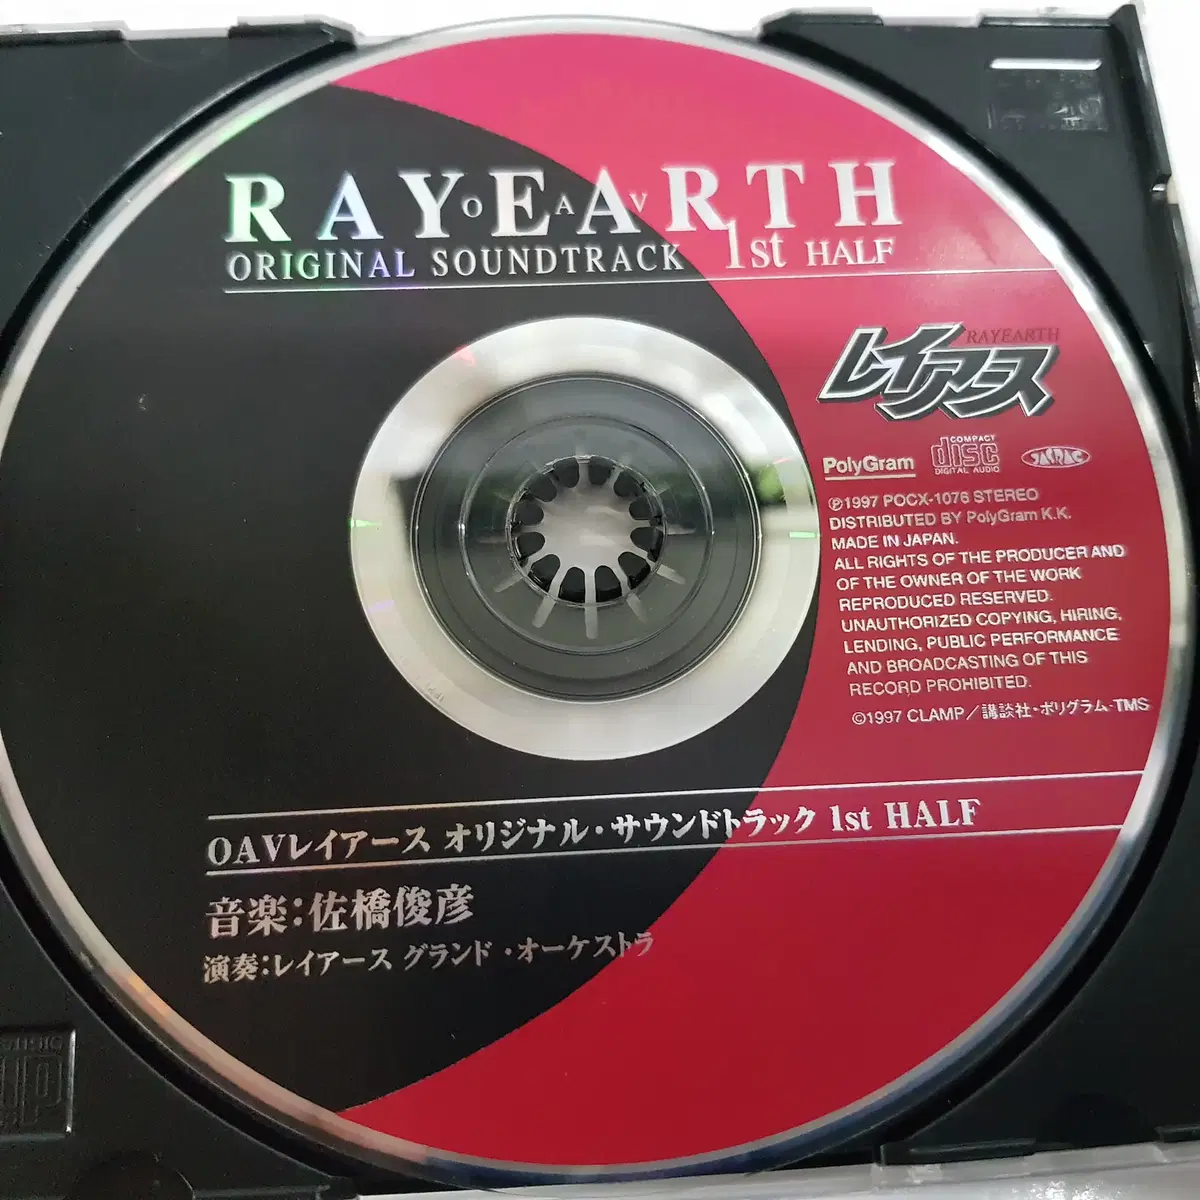 RAYEARTH
OAV
ORIGINAL SOUNDTRACK 1st HALF
RAYEARTH
レイアース
PolyGram
COMPACT
disc
DIGITAL AUDIO
JASRAC
℗1997 POCX-1076 STEREO
DISTRIBUTED BY PolyGram K.K.
MADE IN JAPAN.
ALL RIGHTS OF THE PRODUCER AND
OF THE OWNER OF THE WORK
REPRODUCED RESERVED.
UNAUTHORIZED COPYING, HIRING,
LENDING, PUBLIC PERFORMANCE
AND BROADCASTING OF THIS
RECORD PROHIBITED.
©1997 CLAMP／講談社・ポリグラム・TMS
OAVレイアース オリジナル・サウンドトラック 1st HALF
音楽：佐橋俊彦
演奏：レイアース グランド・オーケストラ